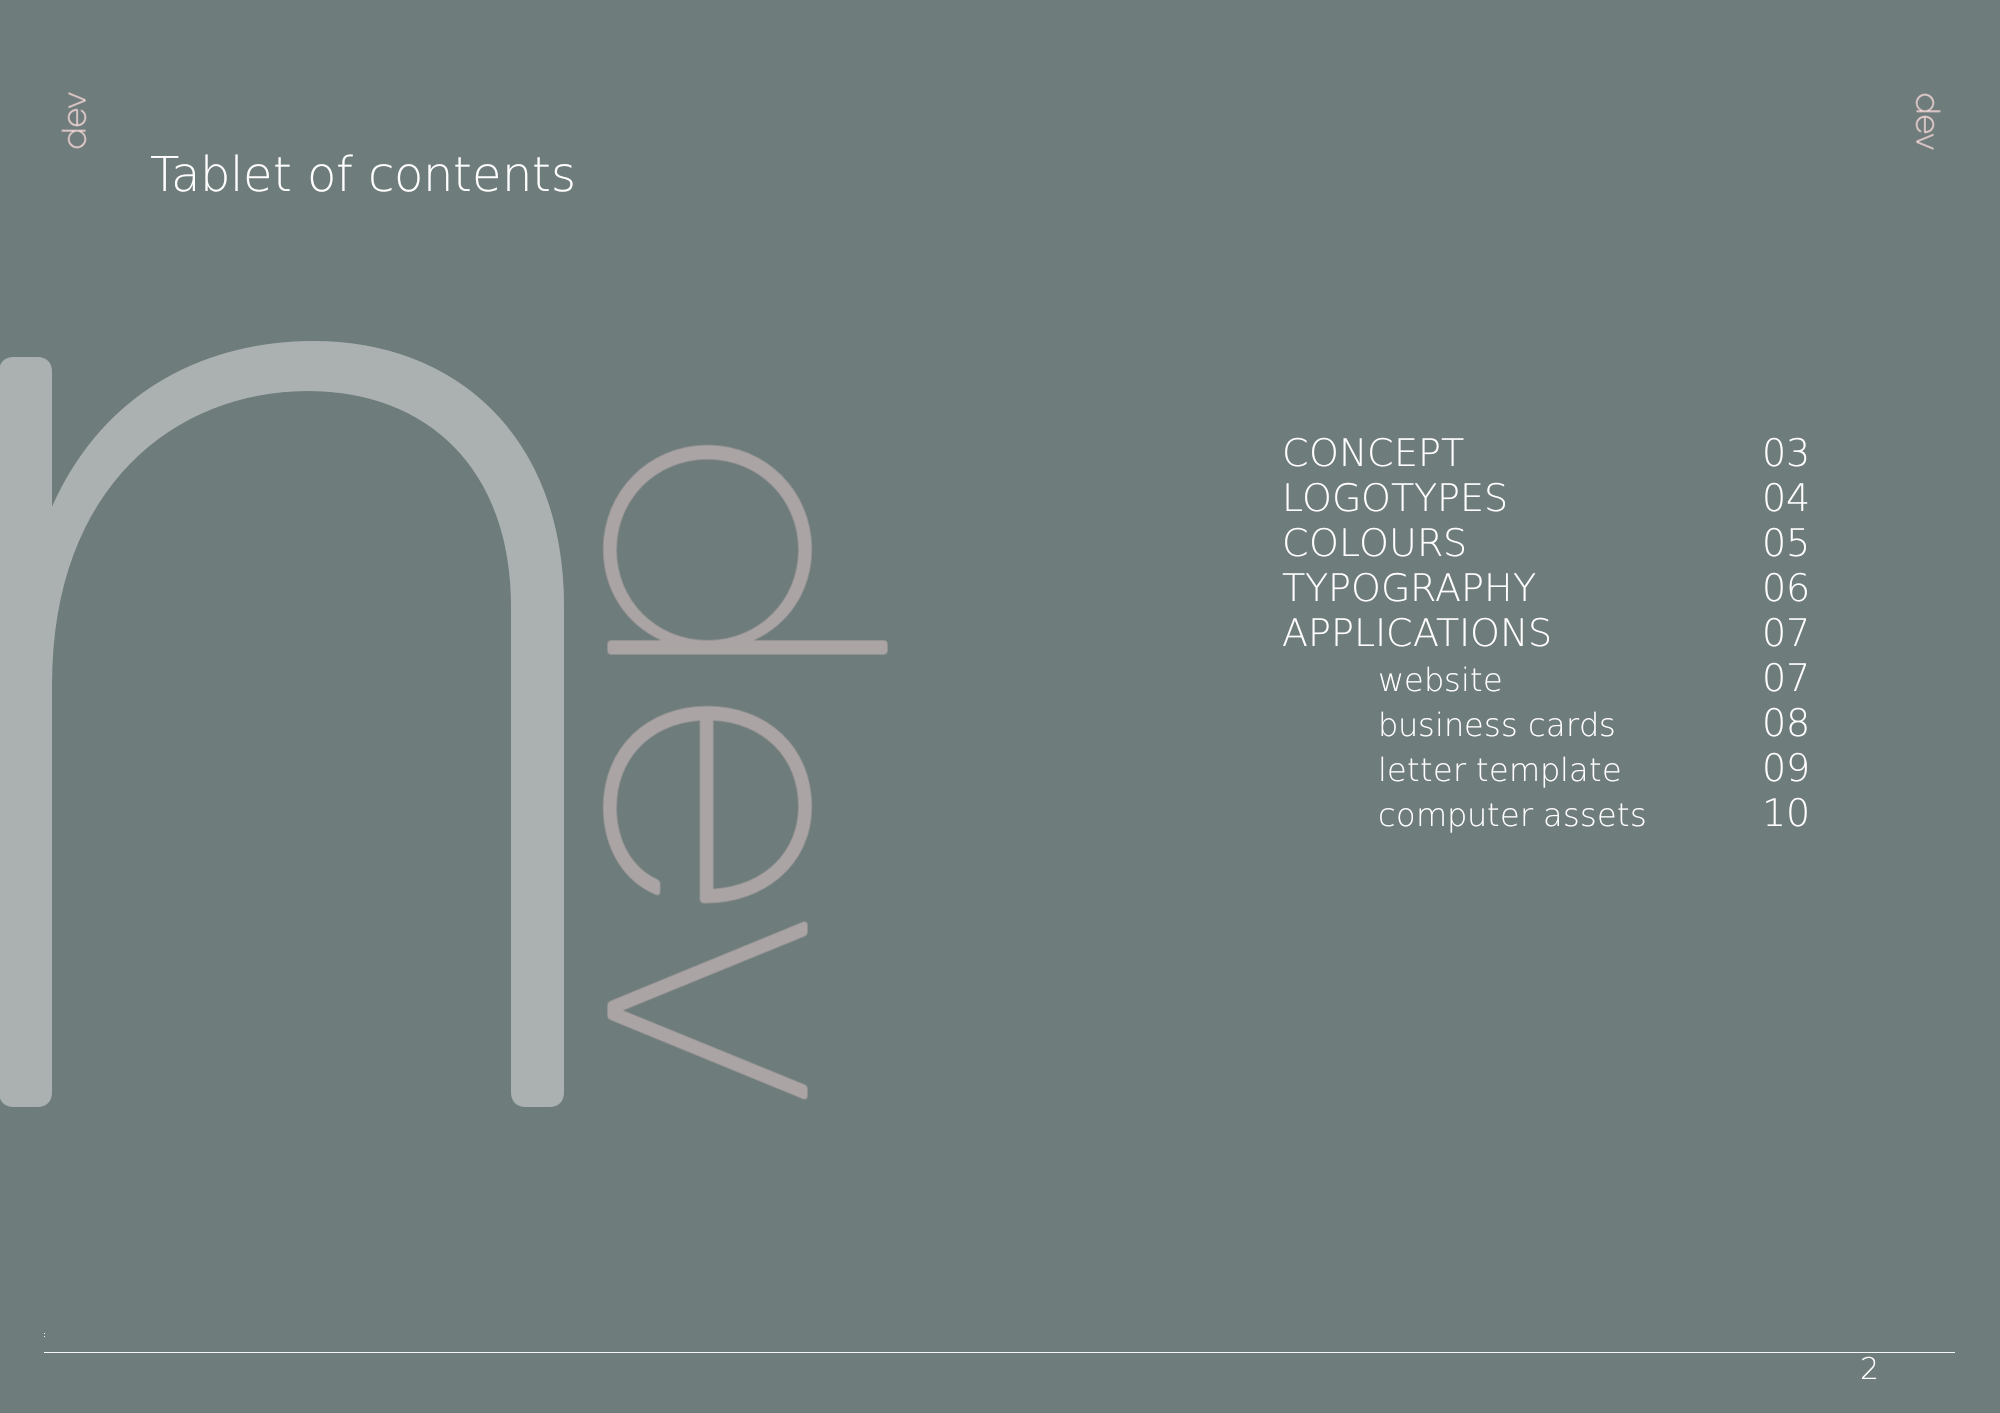 dev
dev
Tablet of contents
n
dev
CONCEPT 03
LOGOTYPES 04
COLOURS 05
TYPOGRAPHY 06
APPLICATIONS 07
website 07
business cards 08
letter template 09
computer assets 10
:
2